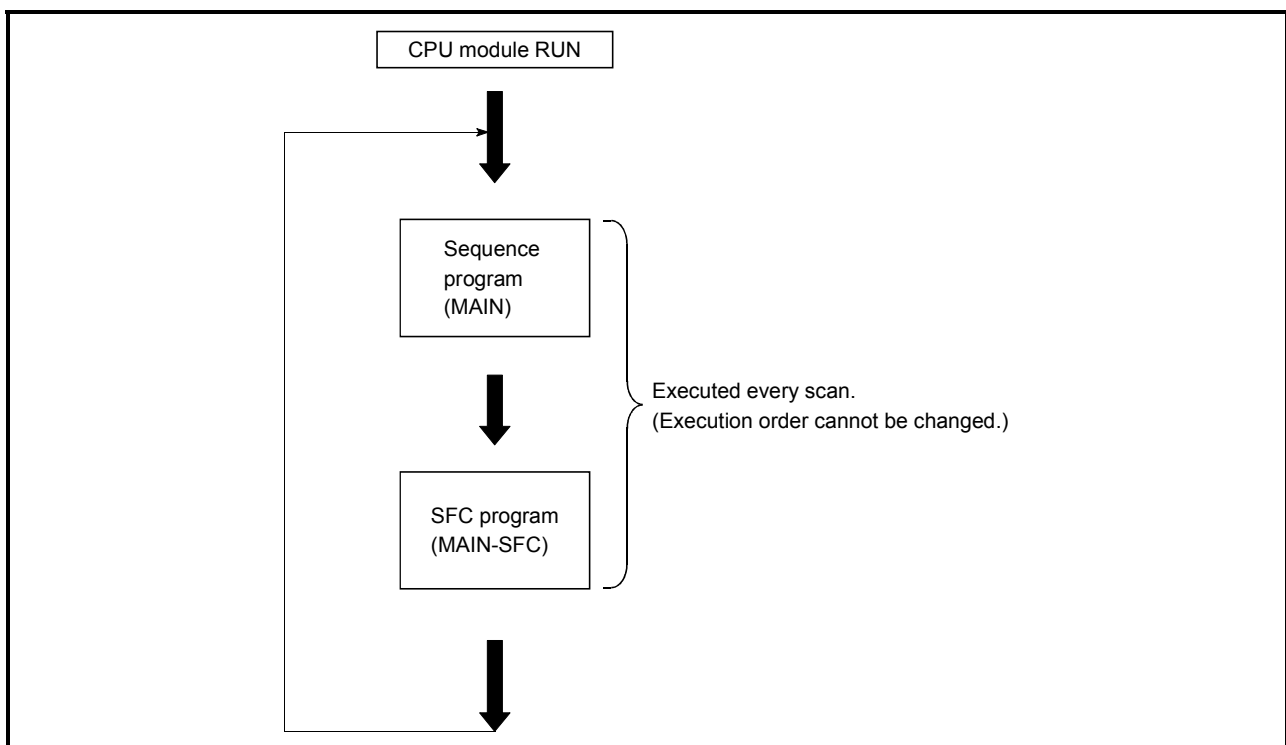 CPU module RUN
Sequence
program
(MAIN)
Executed every scan.
(Execution order cannot be changed.)
SFC program
(MAIN-SFC)